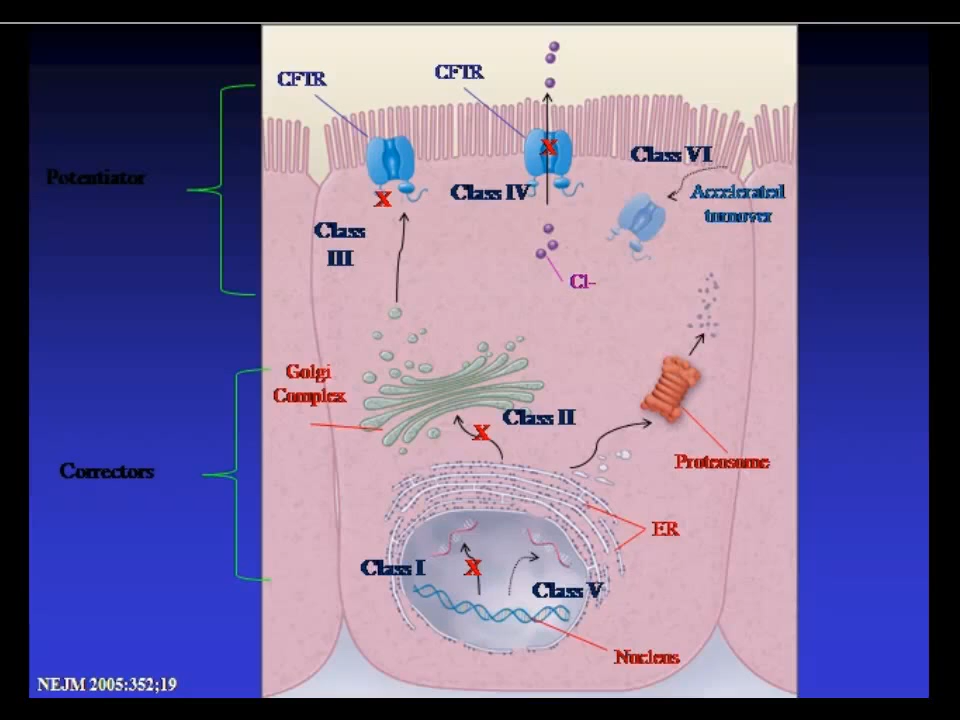 CFTR
CFTR
Potentiator
Class VI
Class IV
Accelerated
turnover
Class
III
Cl-
Golgi
Complex
Class II
Correctors
Proteosome
ER
Class I
Class V
Nucleus
NEJM 2005:352;19